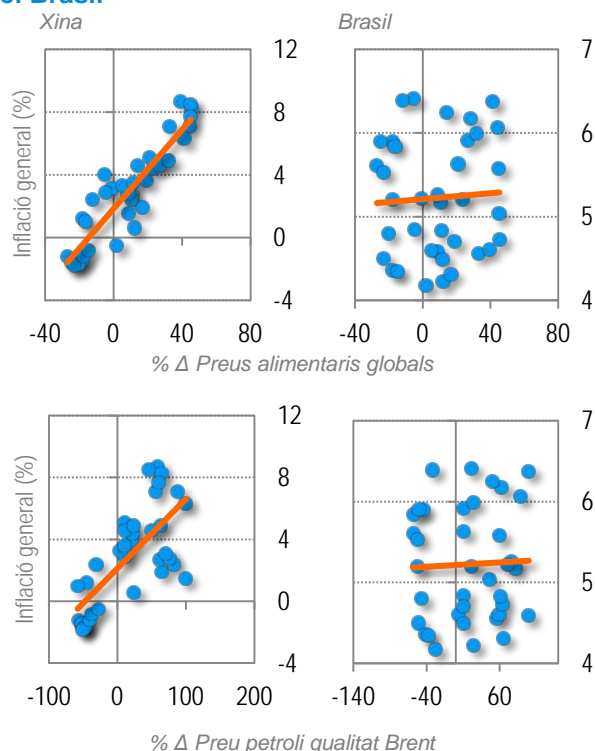 Brasil
Xina
Brasil
Inflació general (%)
12
8
4
0
-4
-40 0 40 80
7
6
5
4
-40 0 40 80
% Δ Preus alimentaris globals
Inflació general (%)
12
8
4
0
-4
-100 0 100 200
7
6
5
4
-140 -40 60
% Δ Preu petroli qualitat Brent